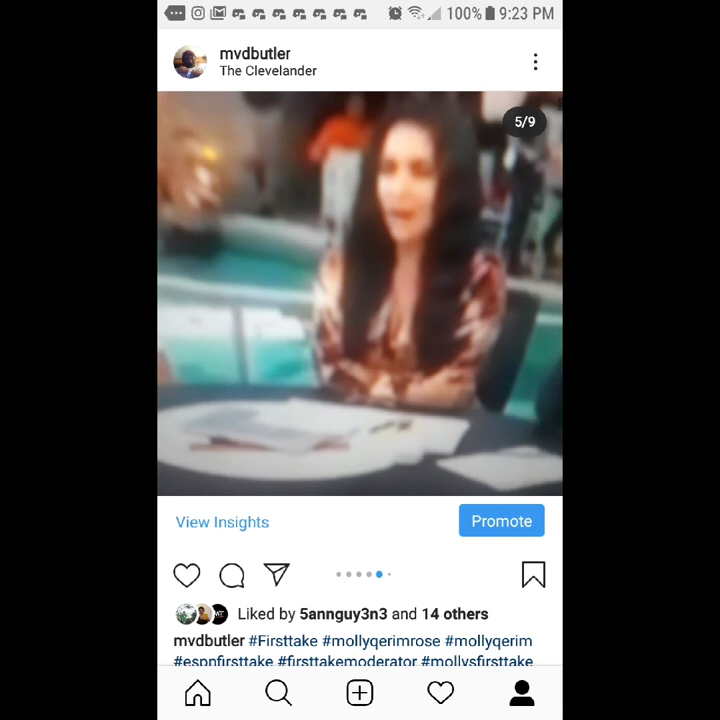 100% 9:23 PM
mvdbutler
The Clevelander
5/9
View Insights
Promote
Liked by 5annguy3n3 and 14 others
mvdbutler #Firsttake #mollyqerimrose #mollyqerim
#espnfirsttake #firsttakemoderator #mollysfirsttake